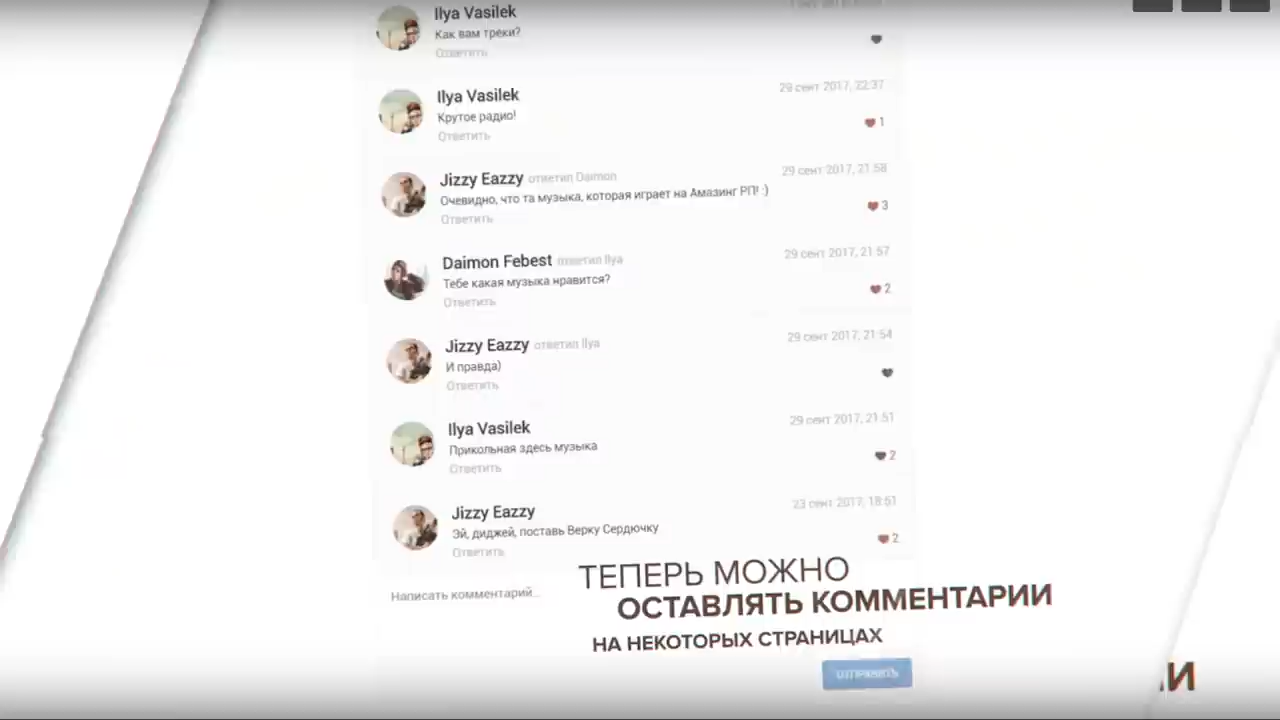 Ilya Vasilek
Как вам треки?
Ответить
Ilya Vasilek
29 сент 2017, 22:37
Крутое радио!
1
Ответить
Jizzy Eazzy ответил Daimon
29 сент 2017, 21:58
Очевидно, что та музыка, которая играет на Амазинг РП! :)
3
Ответить
Daimon Febest ответил Ilya
29 сент 2017, 21:57
Тебе какая музыка нравится?
2
Ответить
Jizzy Eazzy ответил Ilya
29 сент 2017, 21:54
И правда)
Ответить
Ilya Vasilek
29 сент 2017, 21:51
Прикольная здесь музыка
2
Ответить
Jizzy Eazzy
23 сент 2017, 18:51
Эй, диджей, поставь Верку Сердючку
2
Ответить
Написать комментарий...
ТЕПЕРЬ МОЖНО
ОСТАВЛЯТЬ КОММЕНТАРИИ
НА НЕКОТОРЫХ СТРАНИЦАХ
ОТПРАВИТЬ